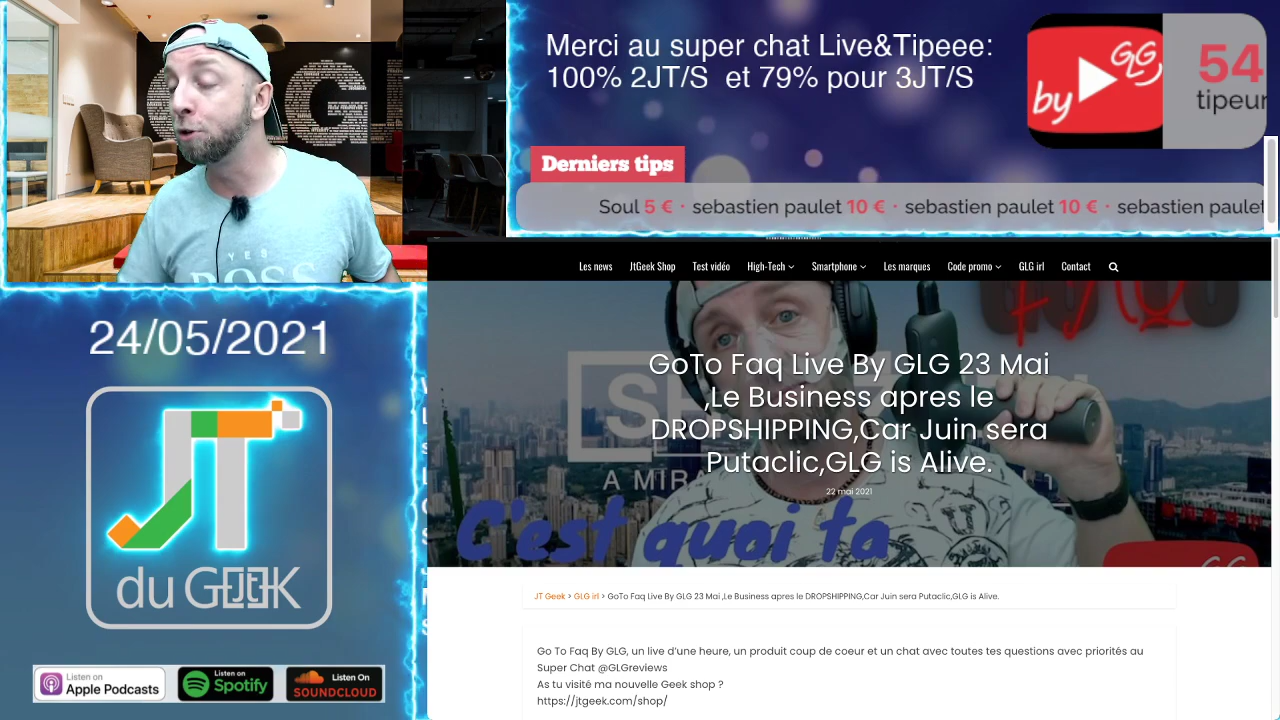 Merci au super chat Live&Tipeee:
100% 2JT/S et 79% pour 3JT/S
by GG
54
tipeur
Derniers tips
Soul 5 € · sebastien paulet 10 € · sebastien paulet 10 € · sebastien paulet
YES
BOSS
24/05/2021
JT
du GEEK
Listen on
Apple Podcasts
Listen on
Spotify
Listen On
SOUNDCLOUD
Les news JtGeek Shop Test vidéo High-Tech Smartphone Les marques Code promo GLG irl Contact
GoTo Faq Live By GLG 23 Mai
,Le Business apres le
DROPSHIPPING,Car Juin sera
Putaclic,GLG is Alive.
22 mai 2021
C'est quoi ta
JT Geek > GLG irl > GoTo Faq Live By GLG 23 Mai ,Le Business apres le DROPSHIPPING,Car Juin sera Putaclic,GLG is Alive.
Go To Faq By GLG, un live d'une heure, un produit coup de coeur et un chat avec toutes tes questions avec priorités au
Super Chat @GLGreviews
As tu visité ma nouvelle Geek shop ?
https://jtgeek.com/shop/